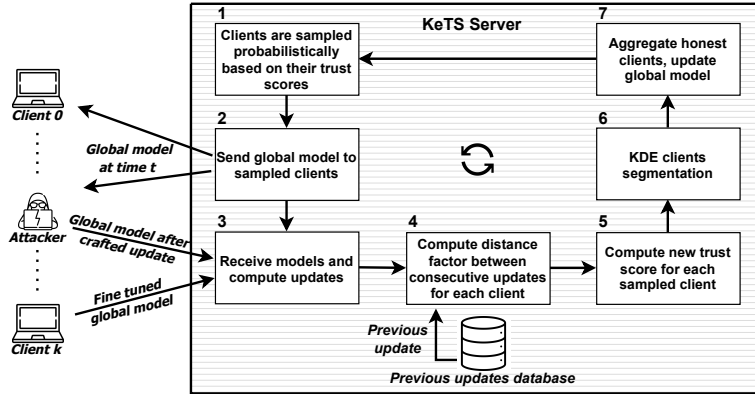 KeTS Server
1
Clients are sampled
probabilistically
based on their trust
scores
7
Aggregate honest
clients, update
global model
Client 0
2
Send global model to
sampled clients
6
KDE clients
segmentation
Global model
at time t
Attacker
Global model after
crafted update
3
Receive models and
compute updates
4
Compute distance
factor between
consecutive updates
for each client
5
Compute new trust
score for each
sampled client
Fine tuned
global model
Client k
Previous
update
Previous updates database